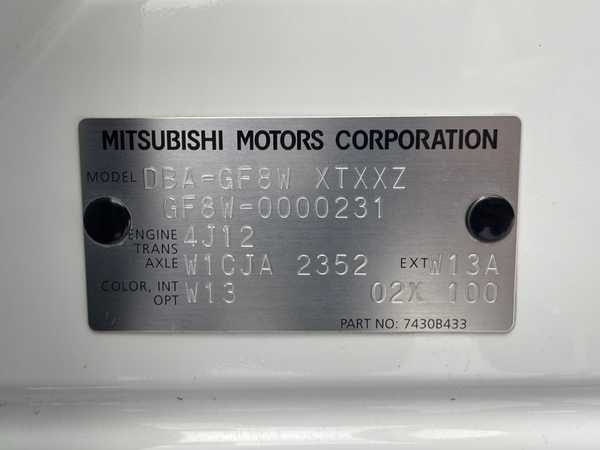 MITSUBISHI MOTORS CORPORATION
MODEL DBA-GF8W XTXXZ
GF8W-0000231
ENGINE 4J12
TRANS
AXLE W1CJA 2352 EXT W13A
COLOR, INT W13 02X 100
OPT
PART NO: 7430B433